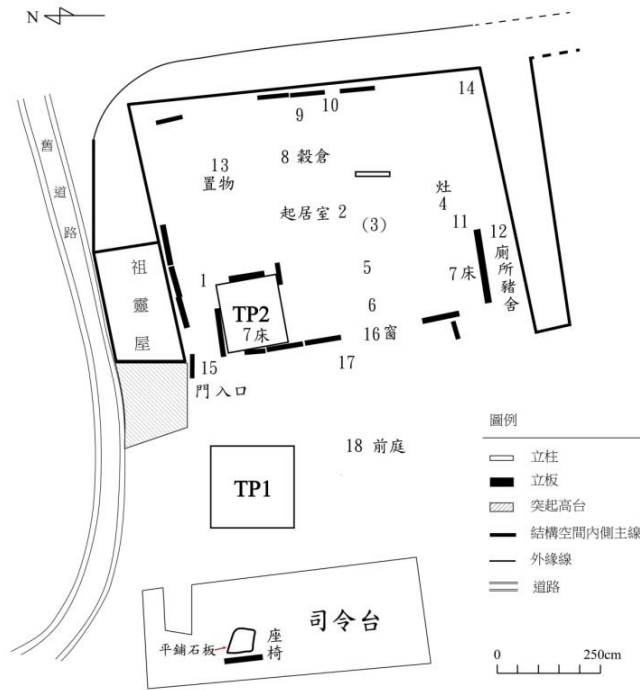 N
舊道路
祖靈屋
14
9
10
8 穀倉
13
置物
灶
4
起居室 2
(3)
11
12
廁所豬舍
1
5
7床
TP2
7床
6
16窗
15
門入口
17
18 前庭
TP1
司令台
座椅
平鋪石板
圖例
立柱
立板
突起高台
結構空間內側主線
外緣線
道路
0
250cm